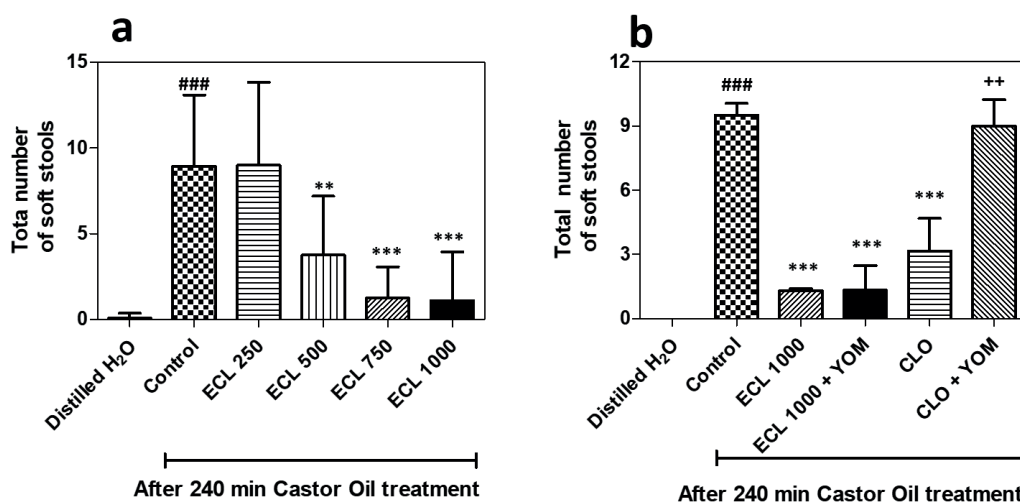 a
Tota number
of soft stools
15
10
5
0
###
**
***
***
Distilled H₂O
Control
ECL 250
ECL 500
ECL 750
ECL 1000
After 240 min Castor Oil treatment
b
Total number
of soft stools
12
9
6
3
0
###
***
***
***
++
Distilled H₂O
Control
ECL 1000
ECL 1000 + YOM
CLO
CLO + YOM
After 240 min Castor Oil treatment